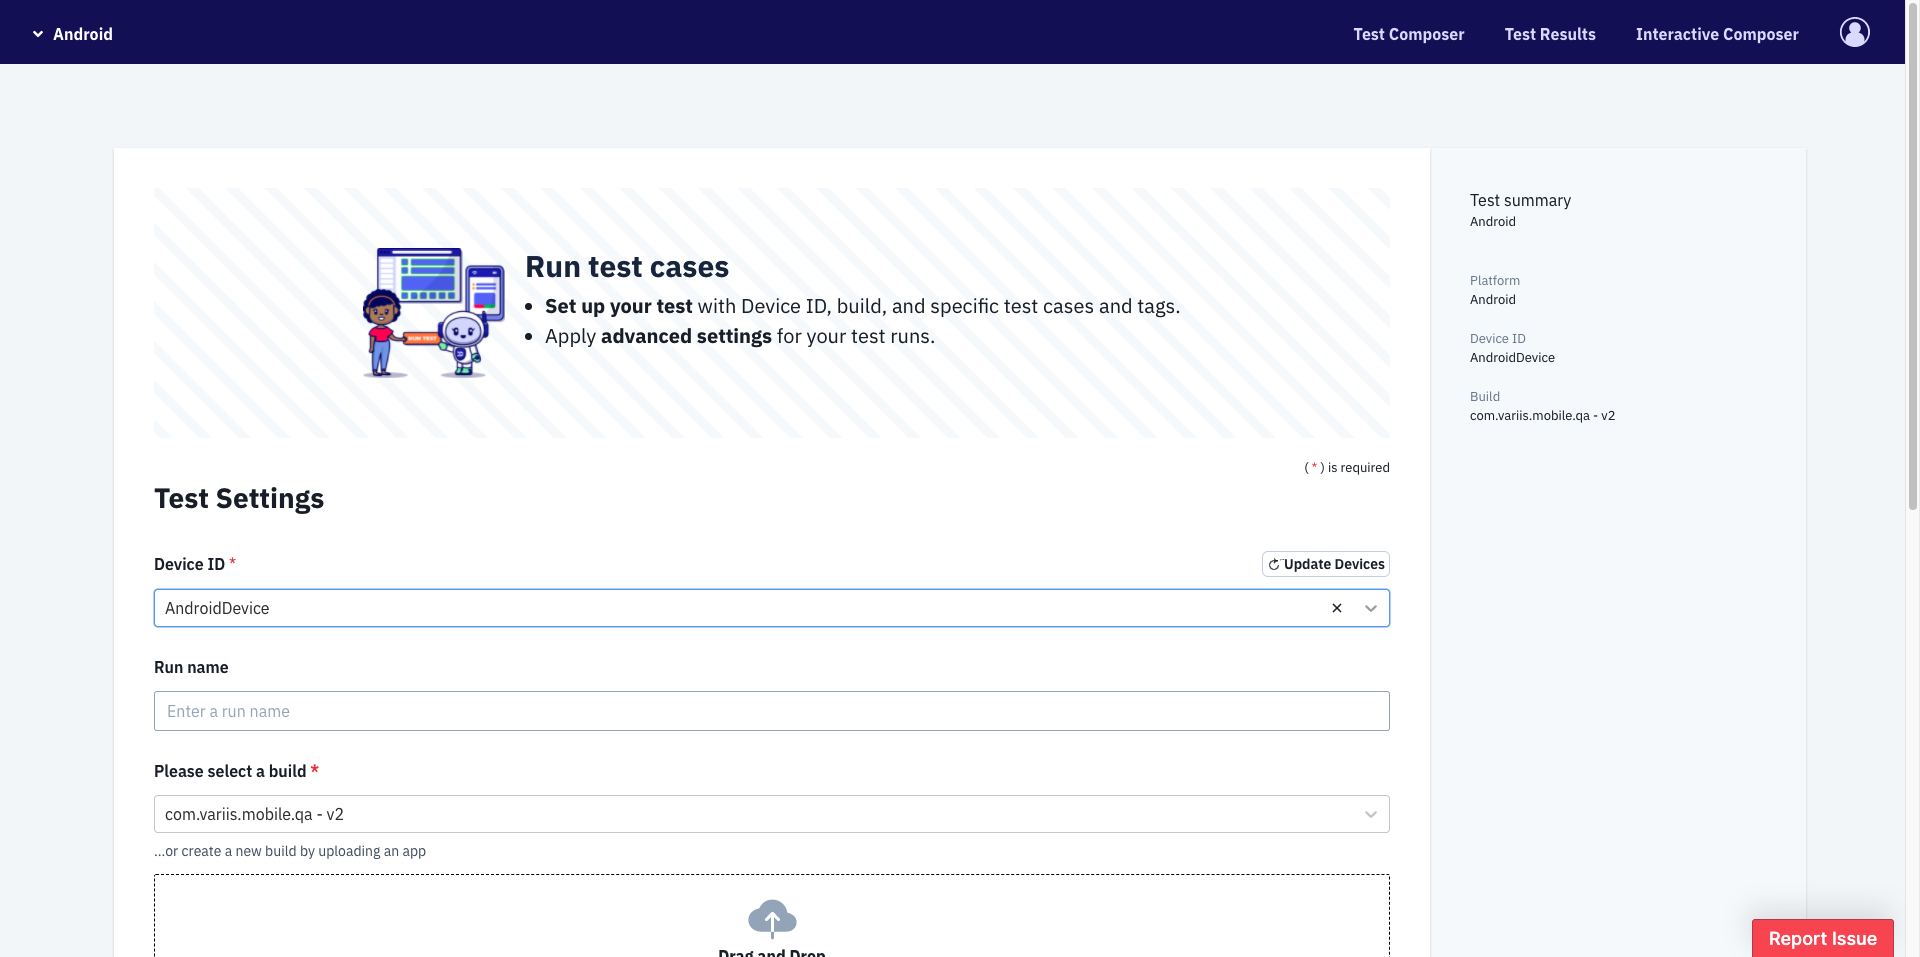 Android
Test Composer
Test Results
Interactive Composer
RUN TEST
Run test cases
• Set up your test with Device ID, build, and specific test cases and tags.
• Apply advanced settings for your test runs.
( * ) is required
Test Settings
Device ID *
Update Devices
AndroidDevice
Run name
Enter a run name
Please select a build *
com.variis.mobile.qa - v2
...or create a new build by uploading an app
Drag and Drop
Test summary
Android
Platform
Android
Device ID
AndroidDevice
Build
com.variis.mobile.qa - v2
Report Issue